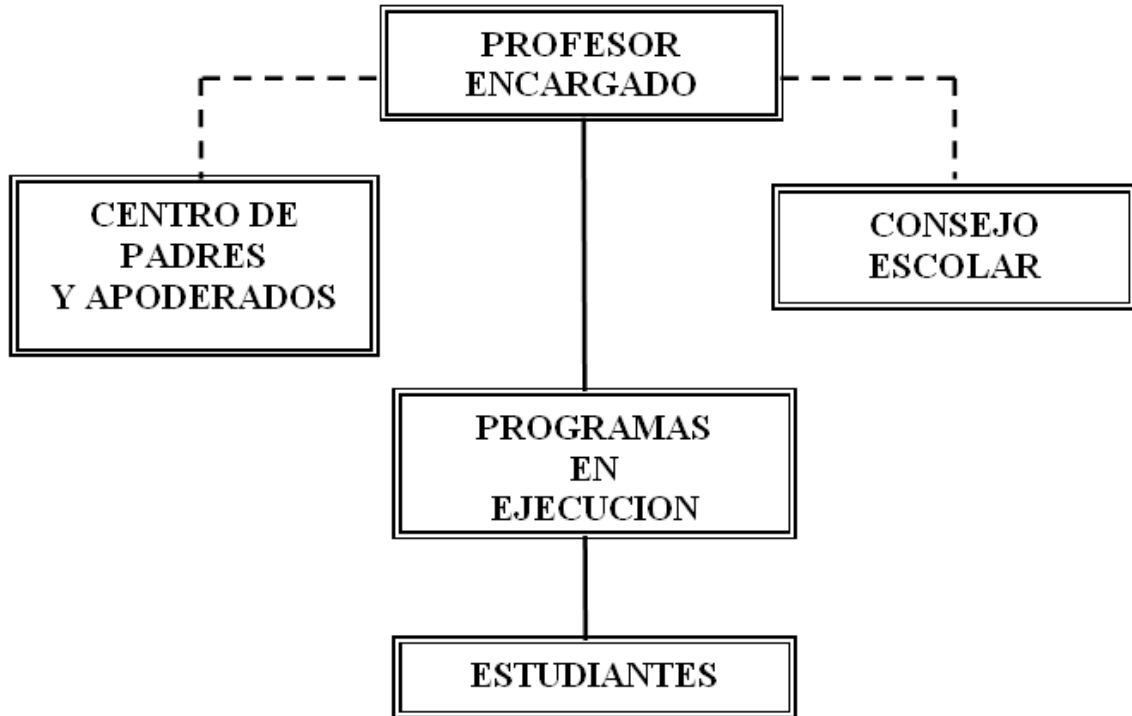 PROFESOR
ENCARGADO
CENTRO DE
PADRES
Y APODERADOS
CONSEJO
ESCOLAR
PROGRAMAS
EN
EJECUCION
ESTUDIANTES